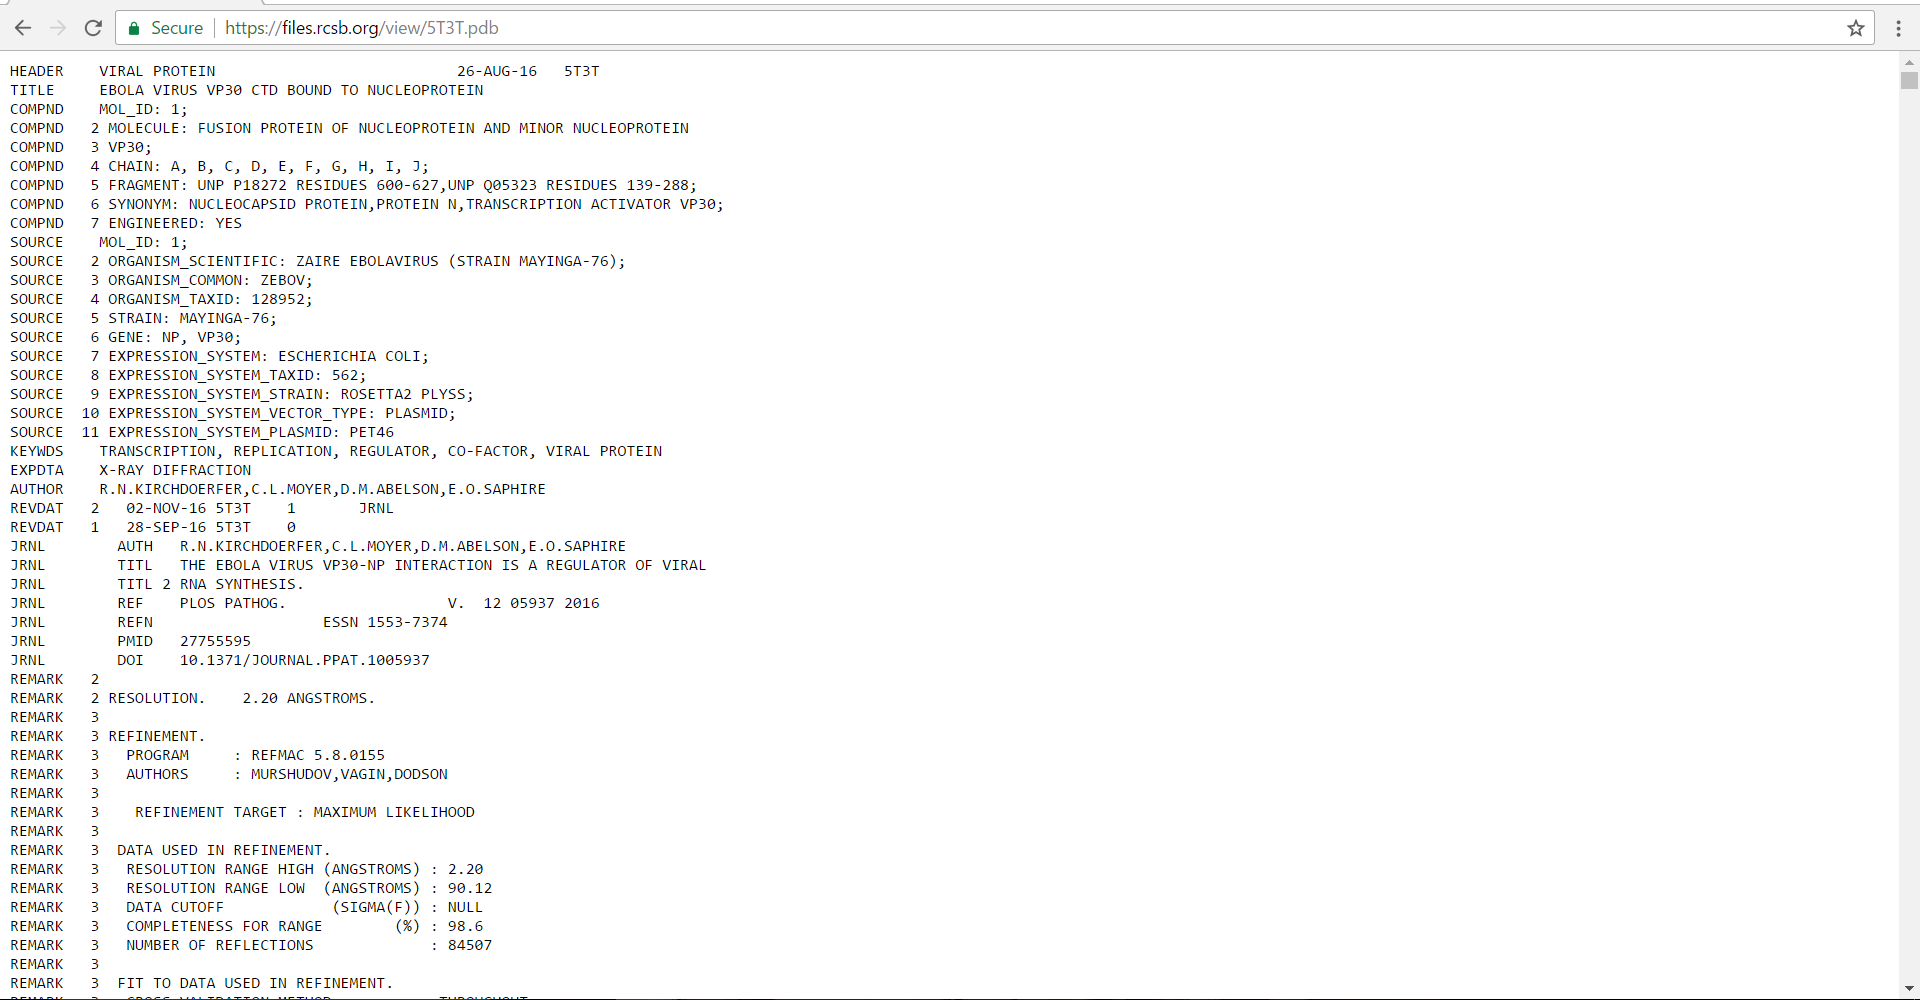 Secure https://files.rcsb.org/view/5T3T.pdb
HEADER    VIRAL PROTEIN                           26-AUG-16   5T3T
TITLE     EBOLA VIRUS VP30 CTD BOUND TO NUCLEOPROTEIN
COMPND    MOL_ID: 1;
COMPND   2 MOLECULE: FUSION PROTEIN OF NUCLEOPROTEIN AND MINOR NUCLEOPROTEIN
COMPND   3 VP30;
COMPND   4 CHAIN: A, B, C, D, E, F, G, H, I, J;
COMPND   5 FRAGMENT: UNP P18272 RESIDUES 600-627,UNP Q05323 RESIDUES 139-288;
COMPND   6 SYNONYM: NUCLEOCAPSID PROTEIN,PROTEIN N,TRANSCRIPTION ACTIVATOR VP30;
COMPND   7 ENGINEERED: YES
SOURCE    MOL_ID: 1;
SOURCE   2 ORGANISM_SCIENTIFIC: ZAIRE EBOLAVIRUS (STRAIN MAYINGA-76);
SOURCE   3 ORGANISM_COMMON: ZEBOV;
SOURCE   4 ORGANISM_TAXID: 128952;
SOURCE   5 STRAIN: MAYINGA-76;
SOURCE   6 GENE: NP, VP30;
SOURCE   7 EXPRESSION_SYSTEM: ESCHERICHIA COLI;
SOURCE   8 EXPRESSION_SYSTEM_TAXID: 562;
SOURCE   9 EXPRESSION_SYSTEM_STRAIN: ROSETTA2 PLYSS;
SOURCE  10 EXPRESSION_SYSTEM_VECTOR_TYPE: PLASMID;
SOURCE  11 EXPRESSION_SYSTEM_PLASMID: PET46
KEYWDS    TRANSCRIPTION, REPLICATION, REGULATOR, CO-FACTOR, VIRAL PROTEIN
EXPDTA    X-RAY DIFFRACTION
AUTHOR    R.N.KIRCHDOERFER,C.L.MOYER,D.M.ABELSON,E.O.SAPHIRE
REVDAT   2   02-NOV-16 5T3T    1       JRNL
REVDAT   1   28-SEP-16 5T3T    0
JRNL        AUTH   R.N.KIRCHDOERFER,C.L.MOYER,D.M.ABELSON,E.O.SAPHIRE
JRNL        TITL   THE EBOLA VIRUS VP30-NP INTERACTION IS A REGULATOR OF VIRAL
JRNL        TITL 2 RNA SYNTHESIS.
JRNL        REF    PLOS PATHOG.                  V.  12 05937 2016
JRNL        REFN                   ESSN 1553-7374
JRNL        PMID   27755595
JRNL        DOI    10.1371/JOURNAL.PPAT.1005937
REMARK   2
REMARK   2 RESOLUTION.    2.20 ANGSTROMS.
REMARK   3
REMARK   3 REFINEMENT.
REMARK   3   PROGRAM     : REFMAC 5.8.0155
REMARK   3   AUTHORS     : MURSHUDOV,VAGIN,DODSON
REMARK   3
REMARK   3    REFINEMENT TARGET : MAXIMUM LIKELIHOOD
REMARK   3
REMARK   3  DATA USED IN REFINEMENT.
REMARK   3   RESOLUTION RANGE HIGH (ANGSTROMS) : 2.20
REMARK   3   RESOLUTION RANGE LOW  (ANGSTROMS) : 90.12
REMARK   3   DATA CUTOFF            (SIGMA(F)) : NULL
REMARK   3   COMPLETENESS FOR RANGE        (%) : 98.6
REMARK   3   NUMBER OF REFLECTIONS             : 84507
REMARK   3
REMARK   3  FIT TO DATA USED IN REFINEMENT.